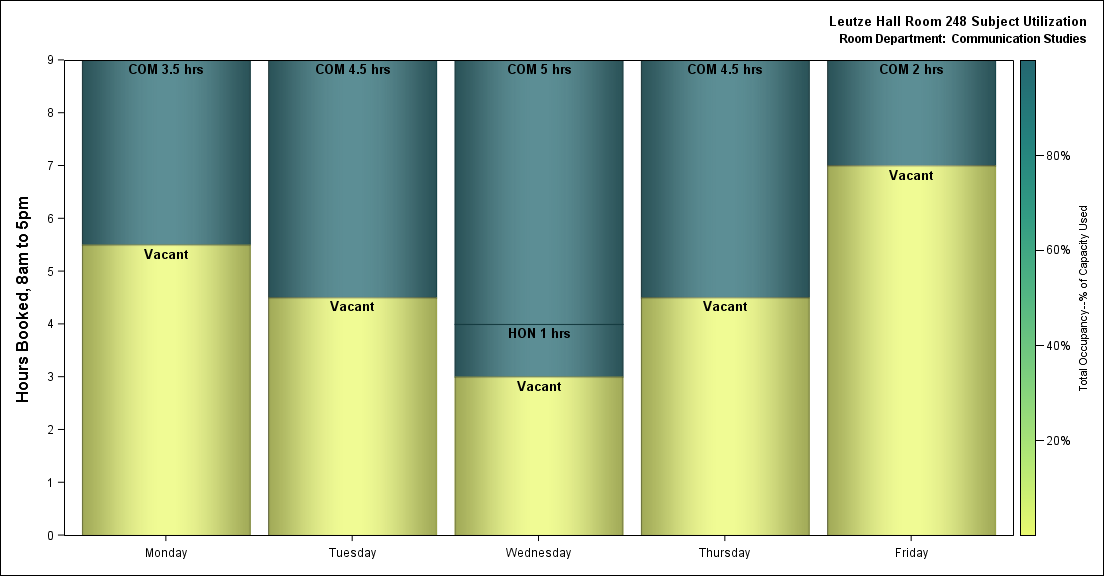 Leutze Hall Room 248 Subject Utilization
Room Department: Communication Studies
Hours Booked, 8am to 5pm
9
8
7
6
5
4
3
2
1
0
COM 3.5 hrs
Vacant
COM 4.5 hrs
Vacant
COM 5 hrs
HON 1 hrs
Vacant
COM 4.5 hrs
Vacant
COM 2 hrs
Vacant
Monday
Tuesday
Wednesday
Thursday
Friday
80%
60%
40%
20%
Total Occupancy--% of Capacity Used